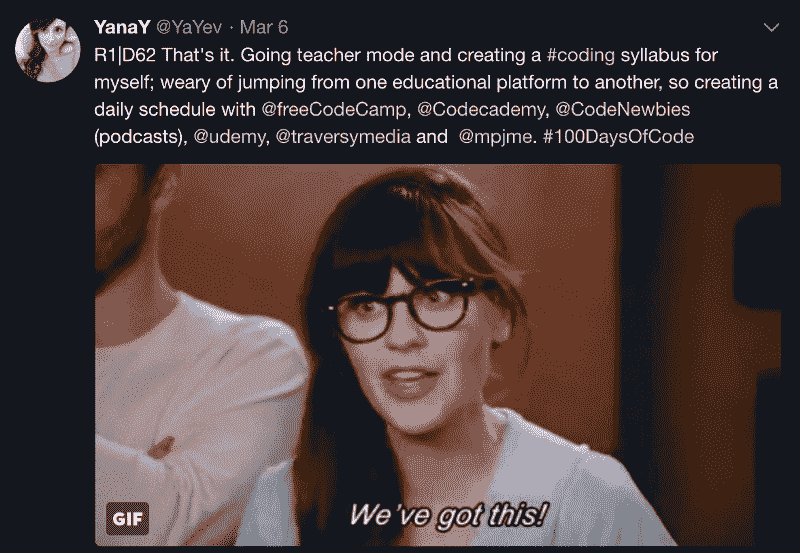 YanaY @YaYev · Mar 6
R1|D62 That's it. Going teacher mode and creating a #coding syllabus for
myself; weary of jumping from one educational platform to another, so creating a
daily schedule with @freeCodeCamp, @Codecademy, @CodeNewbies
(podcasts), @udemy, @traversymedia and @mpjme. #100DaysOfCode
We've got this!
GIF